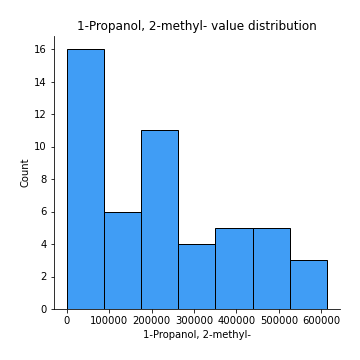 1-Propanol, 2-methyl- value distribution
16
14
12
10
8
6
4
2
0
Count
0 100000 200000 300000 400000 500000 600000
1-Propanol, 2-methyl-